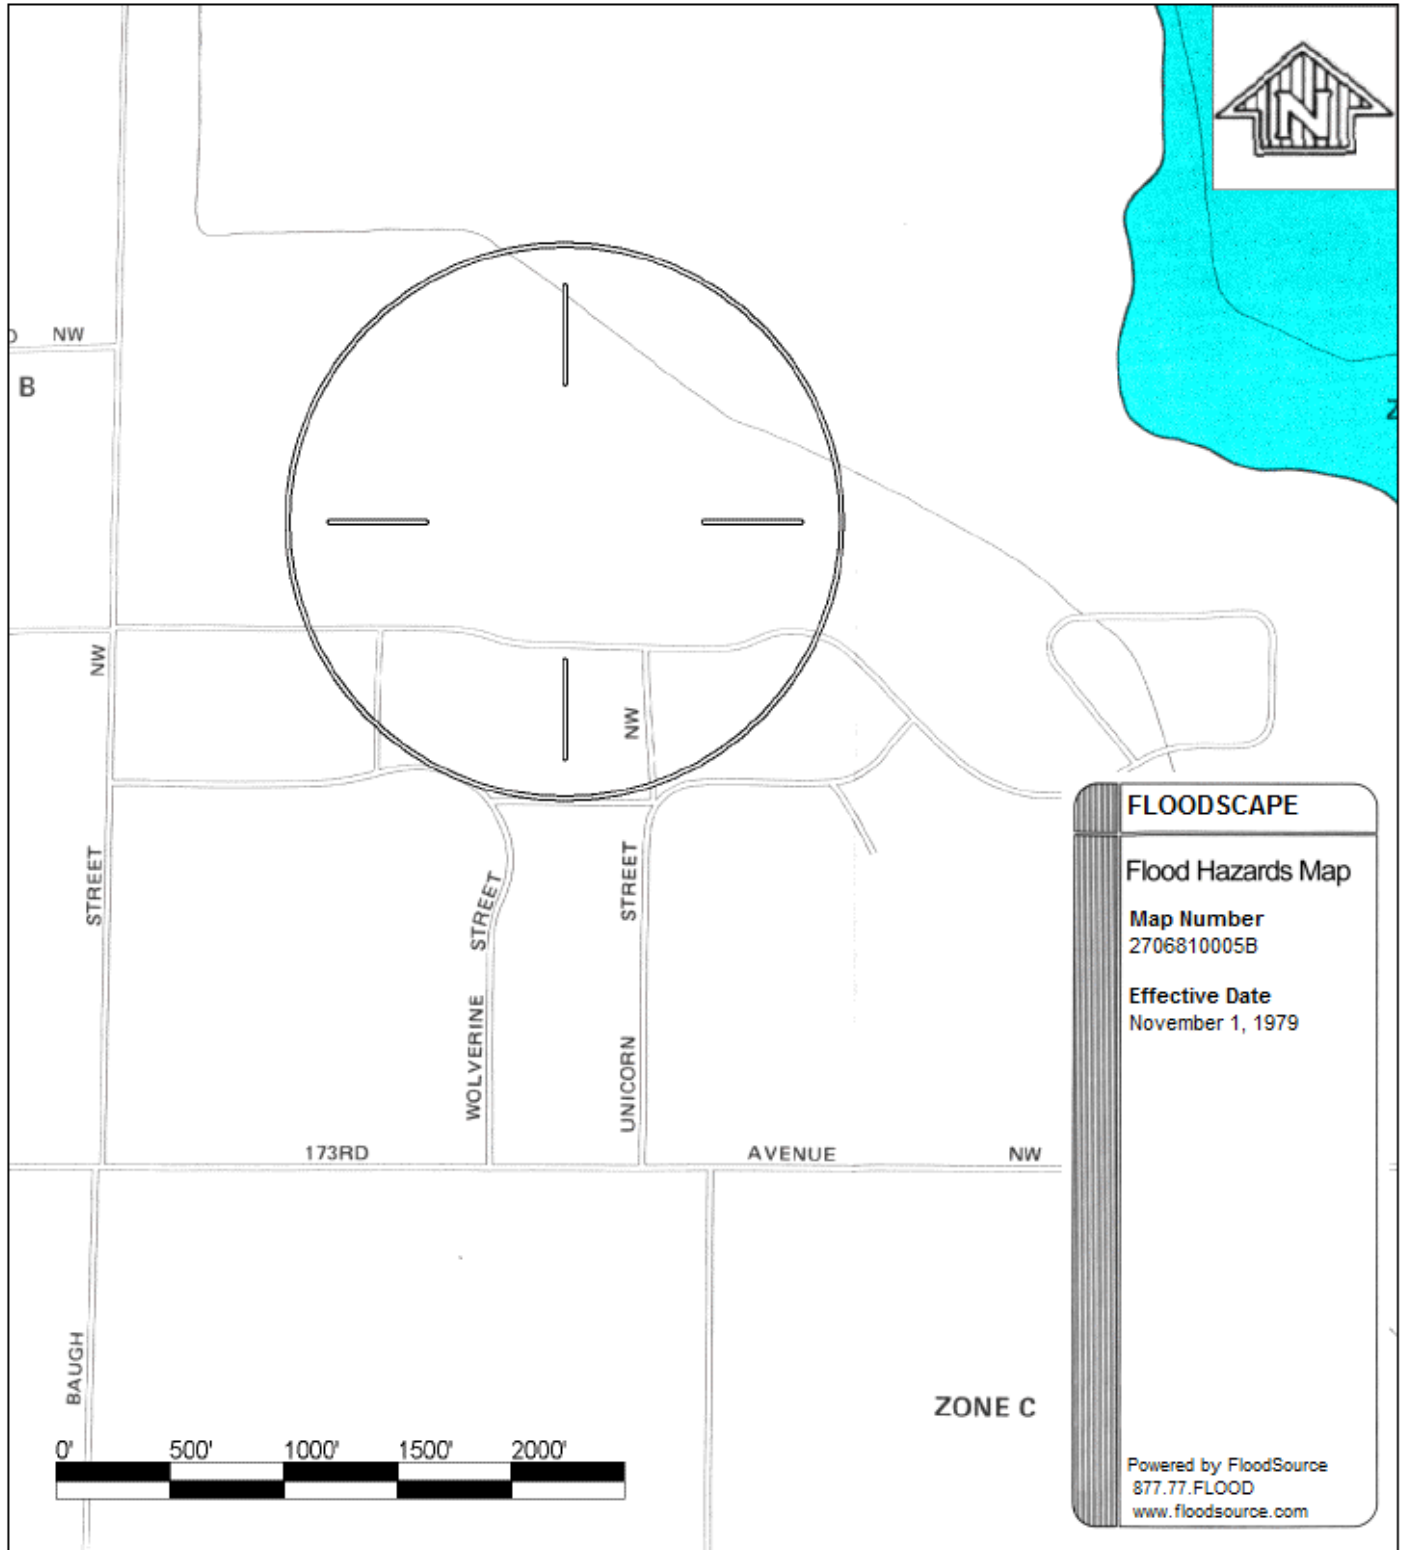 N
NW
B
Z
NW
NW
STREET
STREET
STREET
WOLVERINE
UNICORN
173RD AVENUE NW
BAUGH
ZONE C
0' 500' 1000' 1500' 2000'
FLOODSCAPE
Flood Hazards Map
Map Number
2706810005B
Effective Date
November 1, 1979
Powered by FloodSource
877.77.FLOOD
www.floodsource.com